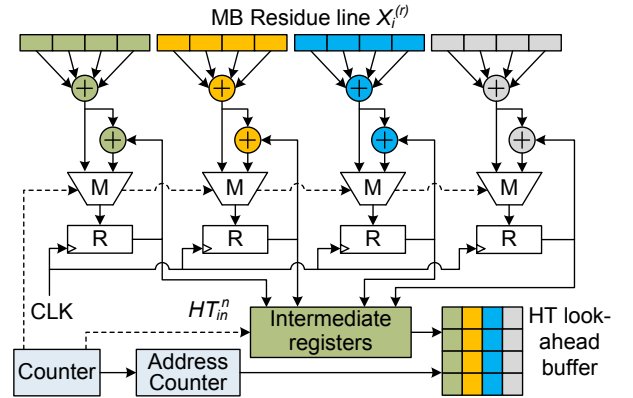 MB Residue line X_i^(r)
+ + + +
+ + + +
M M M M
R R R R
CLK
HT_in^n
Intermediate registers
HT look-ahead buffer
Counter
Address Counter